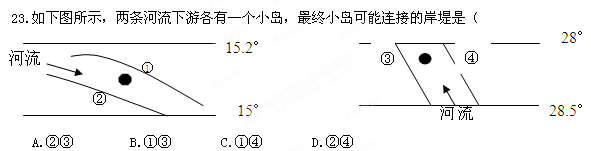 23.如下图所示，两条河流下游各有一个小岛，最终小岛可能连接的岸堤是（
15.2° 28°
河流 ① ③ ④
②
15° 28.5°
河流
A.②③ B.①③ C.①④ D.②④